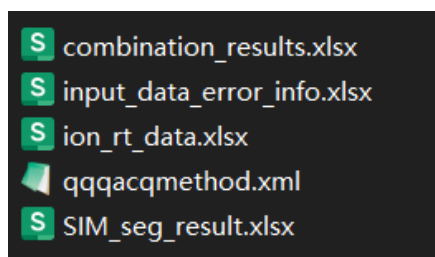 S combination_results.xlsx
S input_data_error_info.xlsx
S ion_rt_data.xlsx
qqqacqmethod.xml
S SIM_seg_result.xlsx